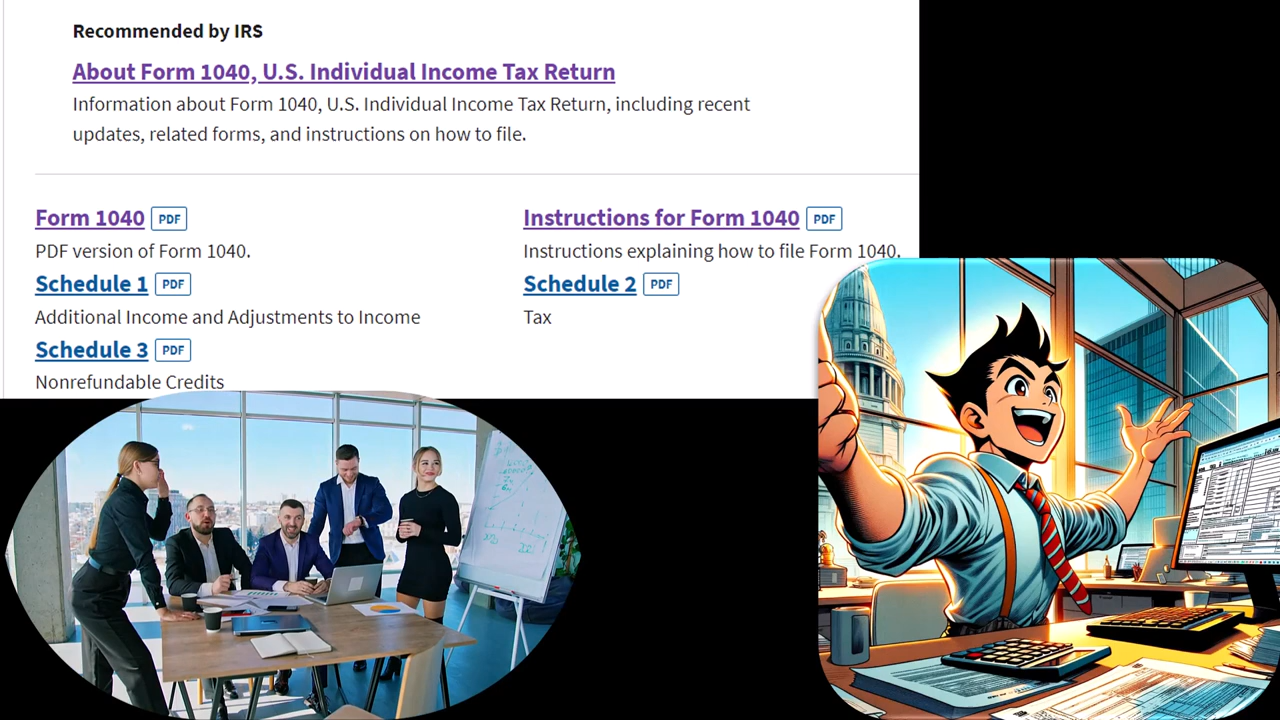 Recommended by IRS
About Form 1040, U.S. Individual Income Tax Return
Information about Form 1040, U.S. Individual Income Tax Return, including recent
updates, related forms, and instructions on how to file.
Form 1040 PDF
PDF version of Form 1040.
Schedule 1 PDF
Additional Income and Adjustments to Income
Schedule 3 PDF
Nonrefundable Credits
Instructions for Form 1040 PDF
Instructions explaining how to file Form 1040.
Schedule 2 PDF
Tax